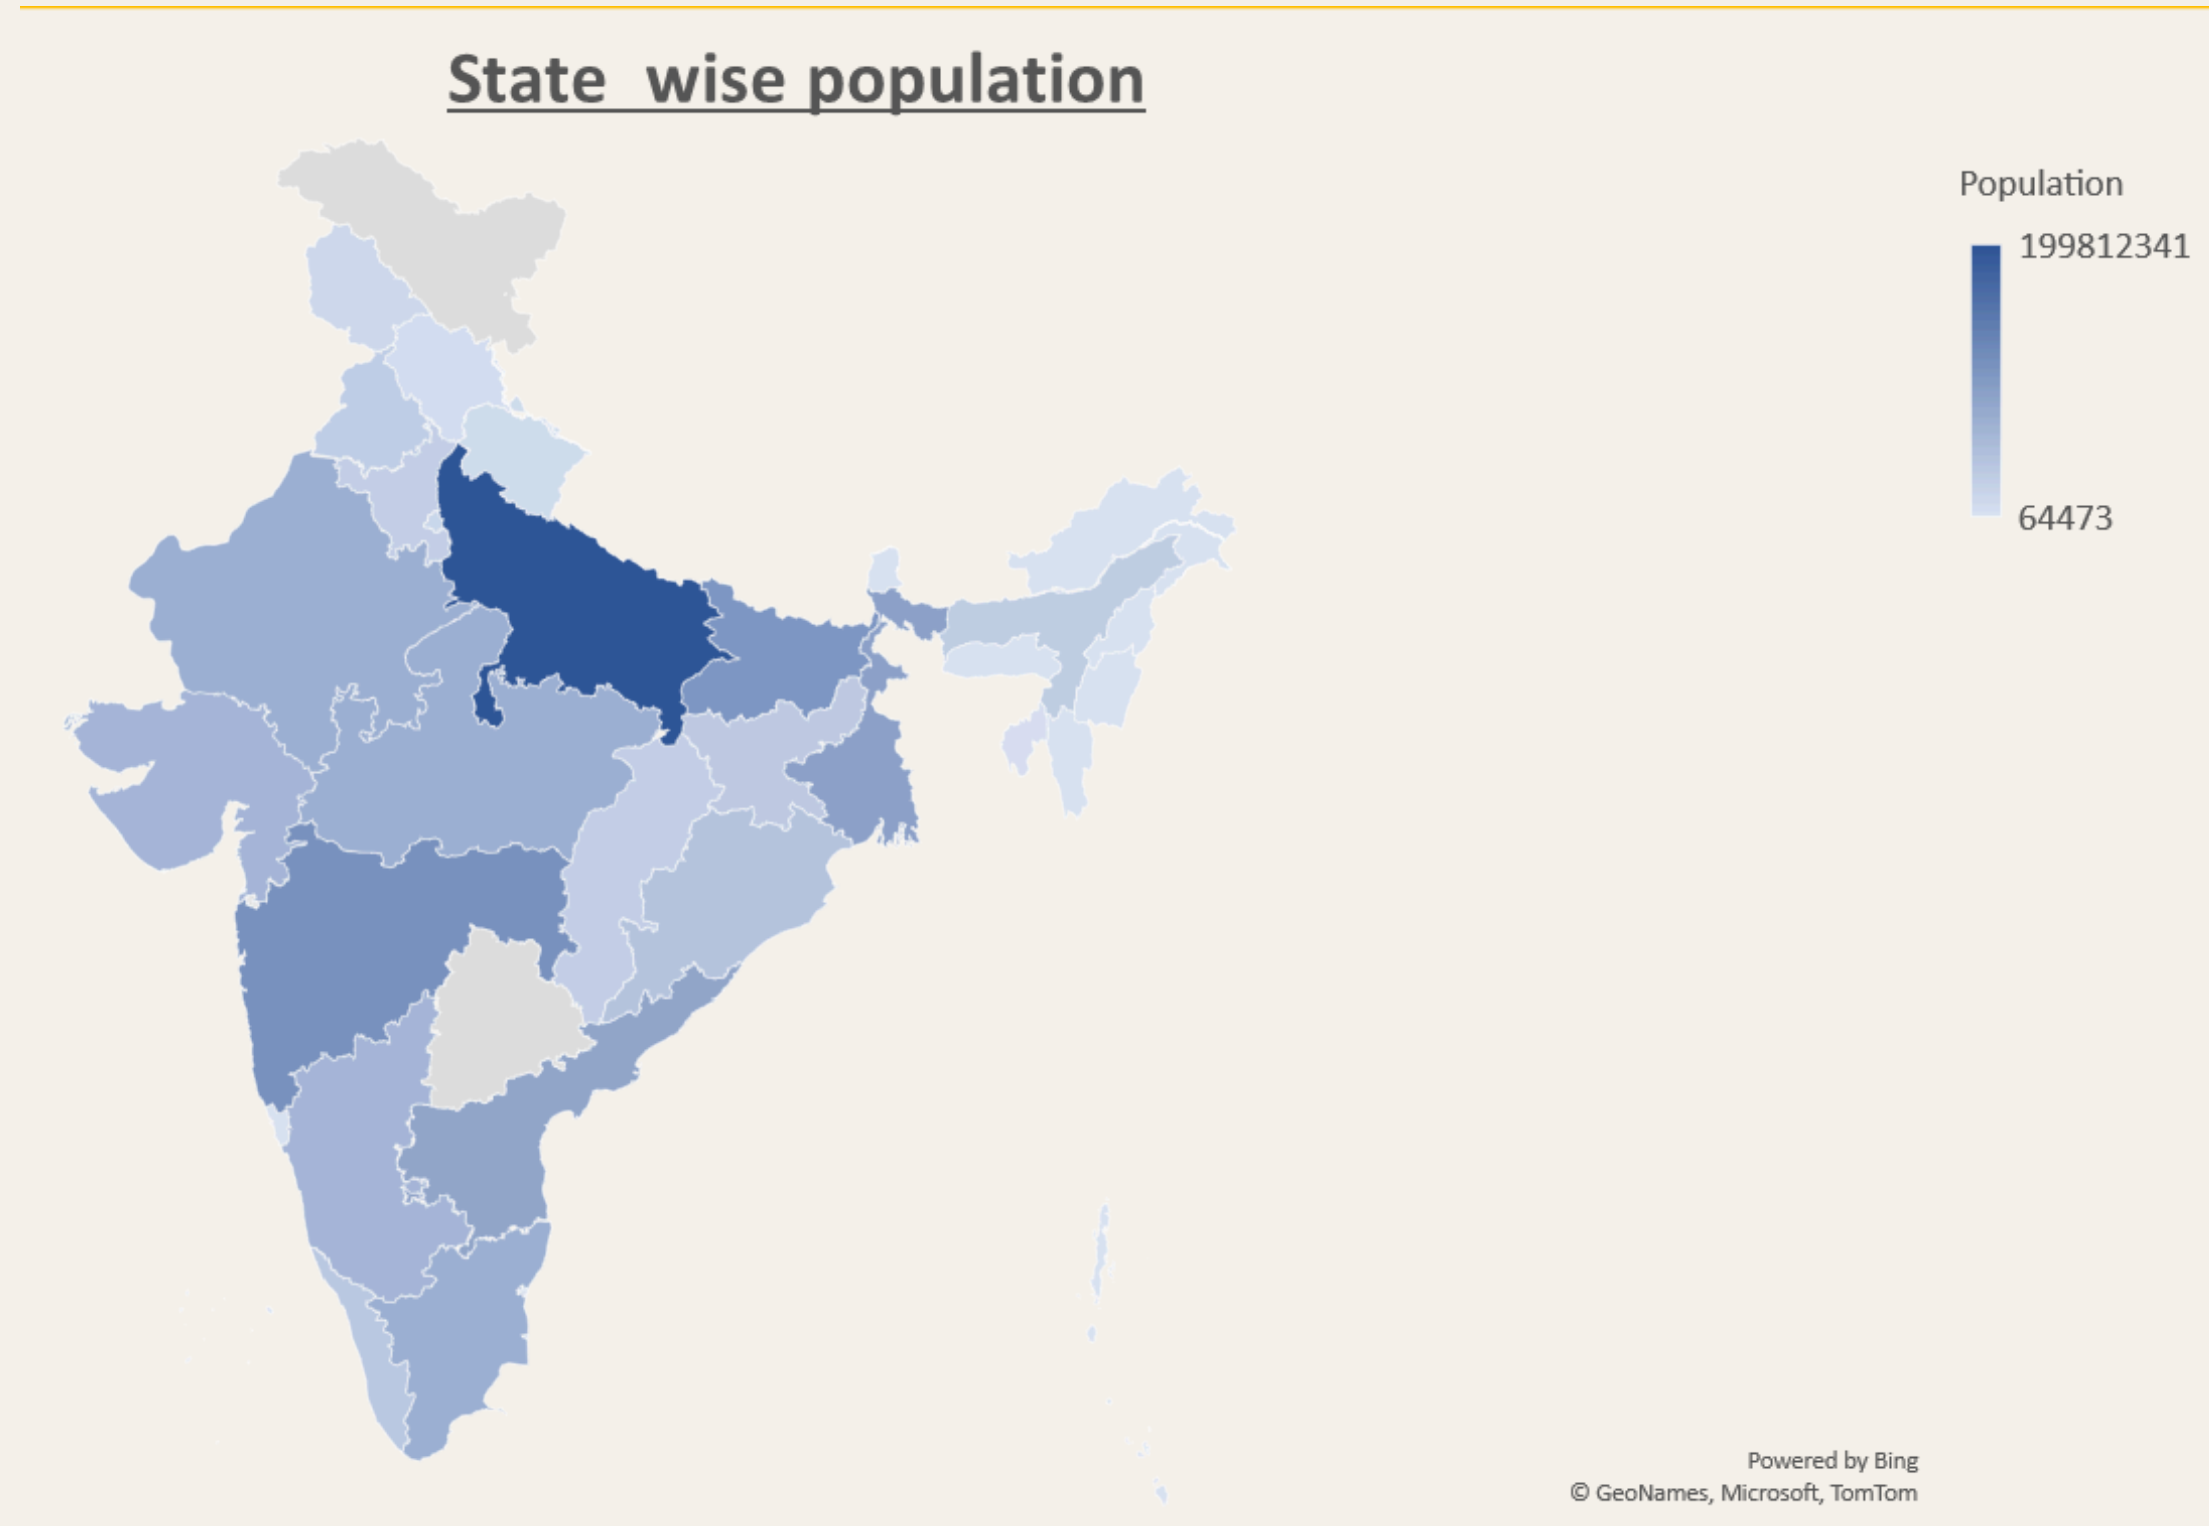 State  wise population
Population
199812341
64473
Powered by Bing
© GeoNames, Microsoft, TomTom